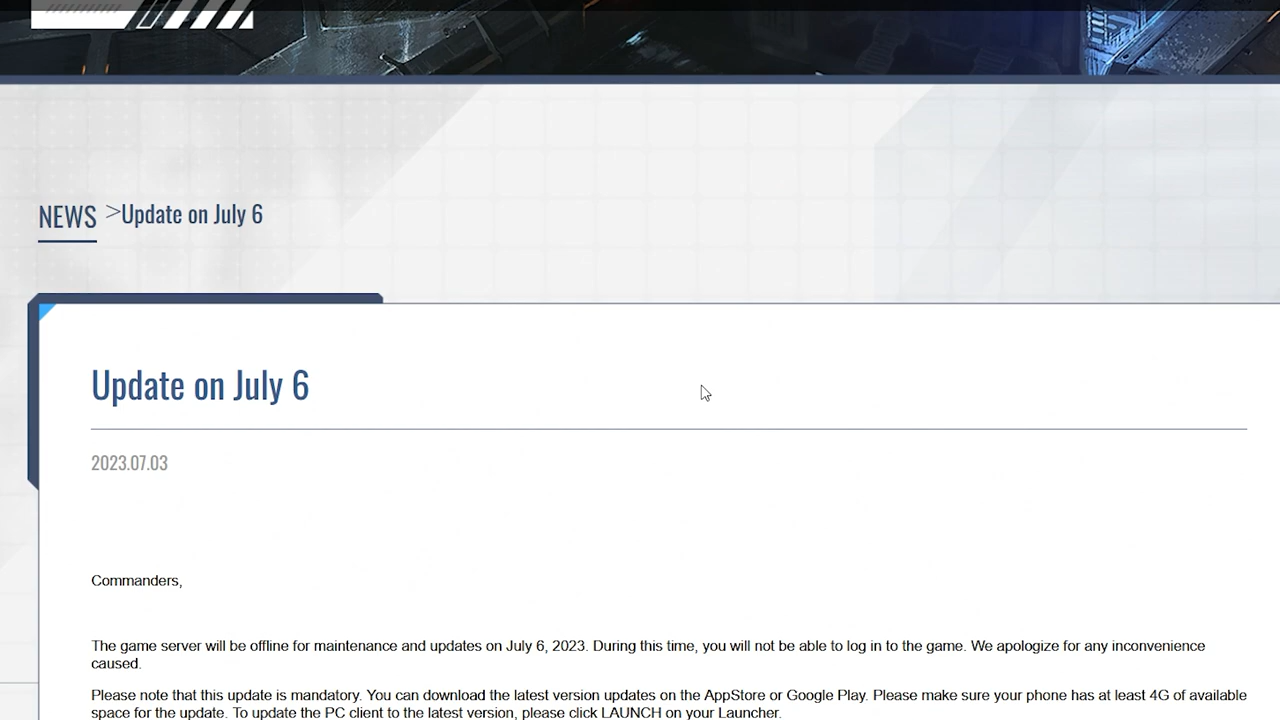 NEWS >Update on July 6
Update on July 6
2023.07.03
Commanders,
The game server will be offline for maintenance and updates on July 6, 2023. During this time, you will not be able to log in to the game. We apologize for any inconvenience
caused.
Please note that this update is mandatory. You can download the latest version updates on the AppStore or Google Play. Please make sure your phone has at least 4G of available
space for the update. To update the PC client to the latest version, please click LAUNCH on your Launcher.